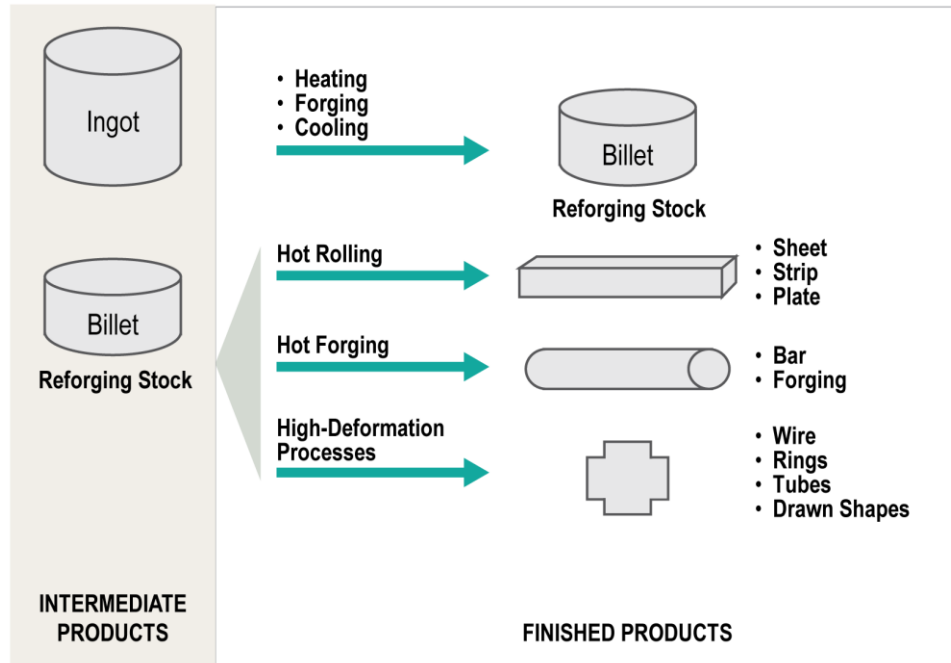 Ingot
• Heating
• Forging
• Cooling
Billet
Reforging Stock
Billet
Reforging Stock
Hot Rolling
• Sheet
• Strip
• Plate
Hot Forging
• Bar
• Forging
High-Deformation
Processes
• Wire
• Rings
• Tubes
• Drawn Shapes
INTERMEDIATE
PRODUCTS
FINISHED PRODUCTS